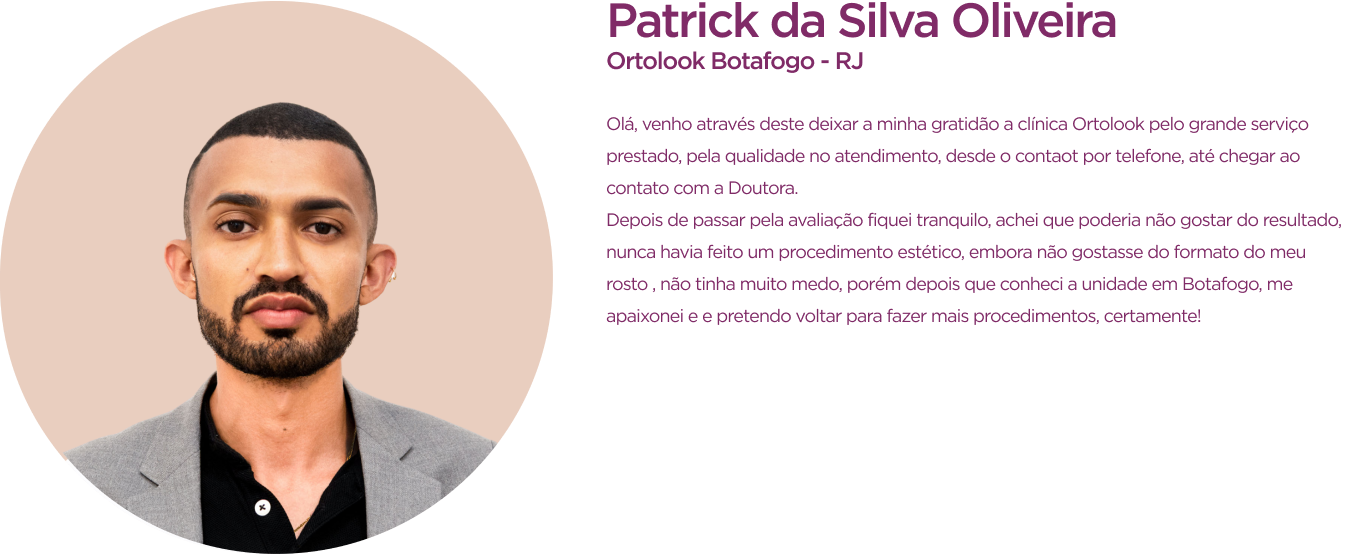 Patrick da Silva Oliveira
Ortolook Botafogo - RJ
Olá, venho através deste deixar a minha gratidão a clínica Ortolook pelo grande serviço
prestado, pela qualidade no atendimento, desde o contaot por telefone, até chegar ao
contato com a Doutora.
Depois de passar pela avaliação fiquei tranquilo, achei que poderia não gostar do resultado,
nunca havia feito um procedimento estético, embora não gostasse do formato do meu
rosto , não tinha muito medo, porém depois que conheci a unidade em Botafogo, me
apaixonei e e pretendo voltar para fazer mais procedimentos, certamente!